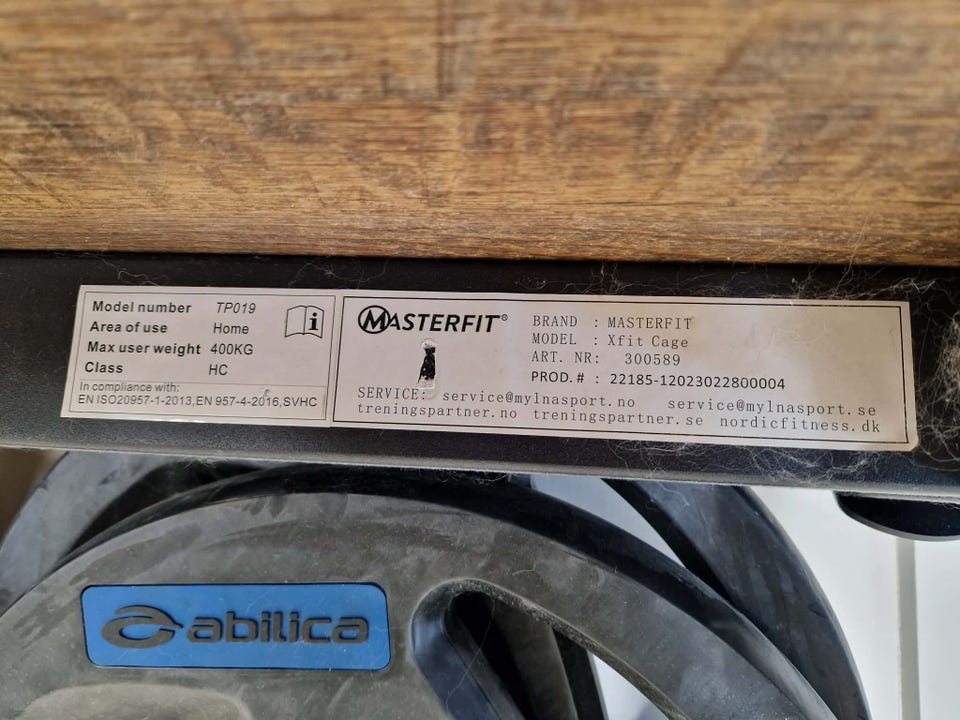 Model number TP019
Area of use Home
Max user weight 400KG
Class HC
In compliance with:
EN ISO20957-1-2013,EN 957-4-2016,SVHC
MASTERFIT®
BRAND : MASTERFIT
MODEL : Xfit Cage
ART. NR: 300589
PROD.# : 22185-12023022800004
SERVICE: service@mylnasport.no service@mylnasport.se
treningspartner.no treningspartner.se nordicfitness.dk
abilica